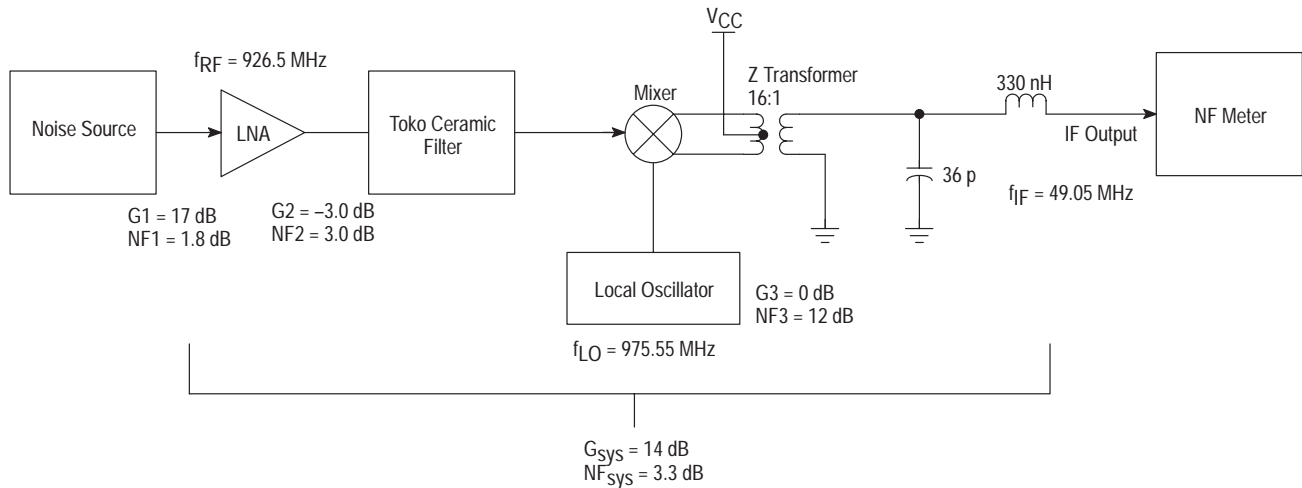 VCC
fRF = 926.5 MHz
Z Transformer
16:1
330 nH
Mixer
Noise Source
LNA
Toko Ceramic
Filter
NF Meter
IF Output
36 p
fIF = 49.05 MHz
G1 = 17 dB
NF1 = 1.8 dB
G2 = –3.0 dB
NF2 = 3.0 dB
Local Oscillator
G3 = 0 dB
NF3 = 12 dB
fLO = 975.55 MHz
Gsys = 14 dB
NFsys = 3.3 dB